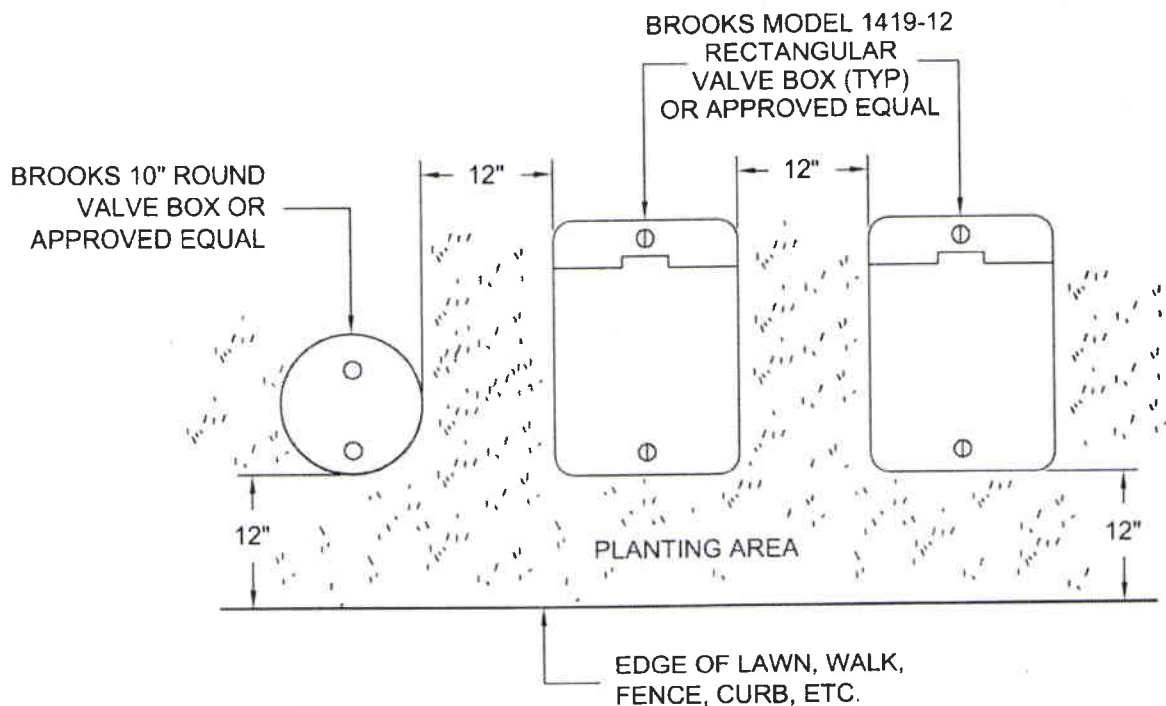 BROOKS MODEL 1419-12
RECTANGULAR
VALVE BOX (TYP)
OR APPROVED EQUAL
BROOKS 10" ROUND
VALVE BOX OR
APPROVED EQUAL
12"
12"
12"
12"
PLANTING AREA
EDGE OF LAWN, WALK,
FENCE, CURB, ETC.